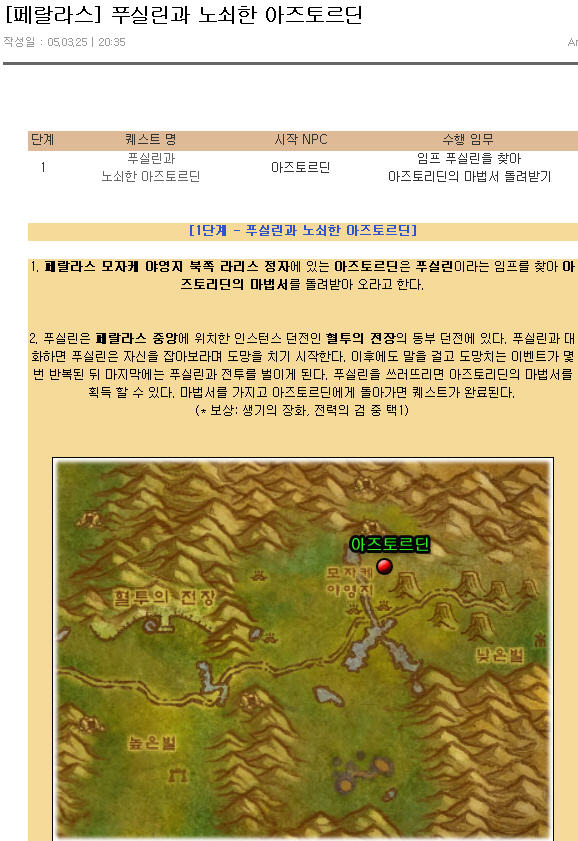 [페랄라스] 푸실린과 노쇠한 아즈토르딘
작성일 : 05,03,25 | 20:35
단계 퀘스트 명 시작 NPC 수행 임무
1 푸실린과 노쇠한 아즈토르딘 아즈토르딘 임프 푸실린을 찾아 아즈토리딘의 마법서 돌려받기
[1단계 - 푸실린과 노쇠한 아즈토르딘]
1. 페랄라스 모자케 야영지 북쪽 라리스 정자에 있는 아즈토르딘은 푸실린이라는 임프를 찾아 아
즈토리딘의 마법서를 돌려받아 오라고 한다.
2. 푸실린은 페랄라스 중앙에 위치한 인스턴스 던전인 혈투의 전장의 동부 던전에 있다. 푸실린과 대
화하면 푸실린은 자신을 잡아보라며 도망을 치기 시작한다. 이후에도 말을 걸고 도망치는 이벤트가 몇
번 반복된 뒤 마지막에는 푸실린과 전투를 벌이게 된다. 푸실린을 쓰러뜨리면 아즈토리딘의 마법서를
획득 할 수 있다. 마법서를 가지고 아즈토르딘에게 돌아가면 퀘스트가 완료된다.
(* 보상: 생기의 장화, 전력의 검 중 택1)
아즈토르딘
모자케
야영지
혈투의 전장
낮은벌
높은벌